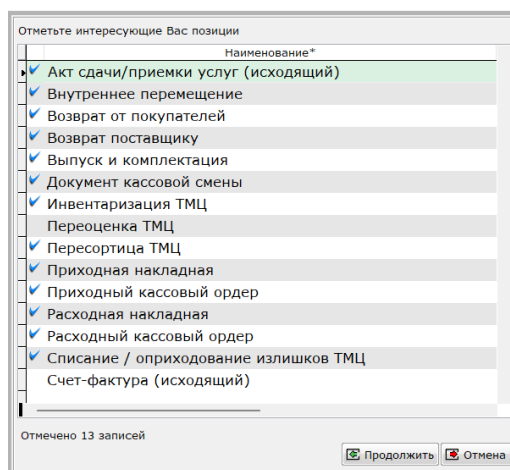 Отметьте интересующие Вас позиции
Наименование*
Акт сдачи/приемки услуг (исходящий)
Внутреннее перемещение
Возврат от покупателей
Возврат поставщику
Выпуск и комплектация
Документ кассовой смены
Инвентаризация ТМЦ
Переоценка ТМЦ
Пересортица ТМЦ
Приходная накладная
Приходный кассовый ордер
Расходная накладная
Расходный кассовый ордер
Списание / оприходование излишков ТМЦ
Счет-фактура (исходящий)
Отмечено 13 записей
Продолжить Отмена